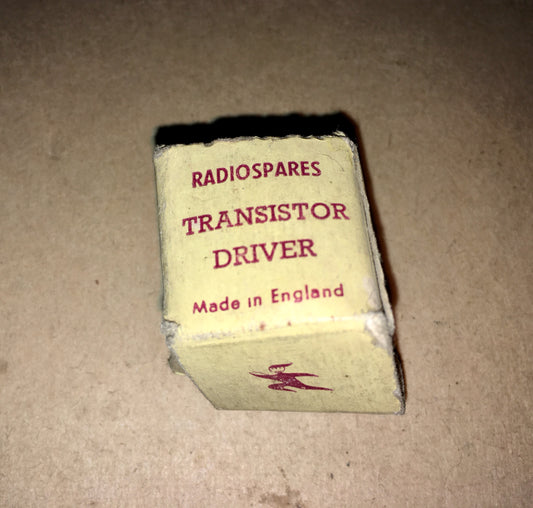 RADIOSPARES
TRANSISTOR
DRIVER
Made in England